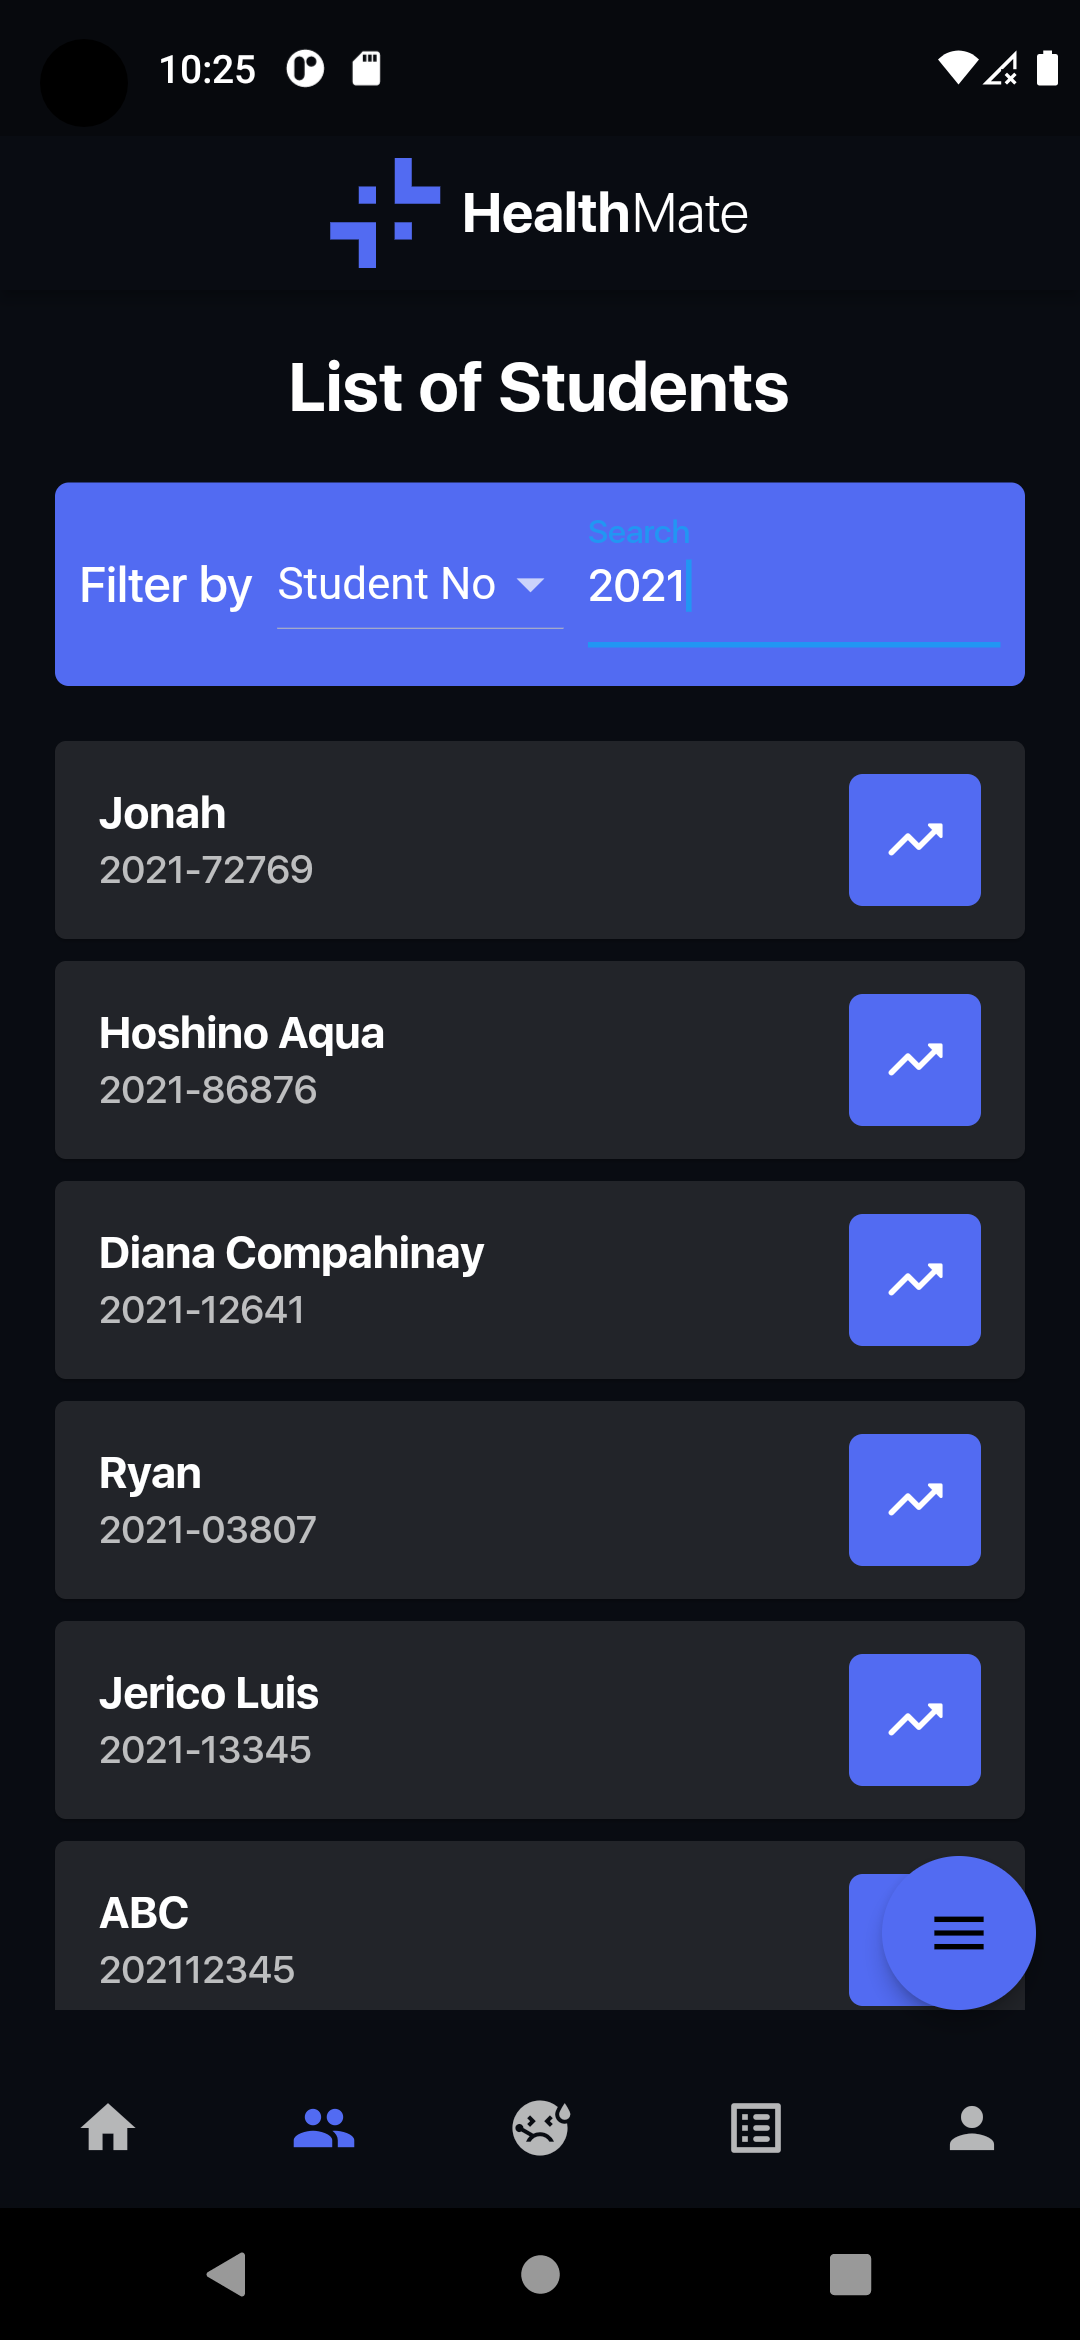 10:25
HealthMate
List of Students
Search
Filter by Student No 2021
Jonah
2021-72769
Hoshino Aqua
2021-86876
Diana Compahinay
2021-12641
Ryan
2021-03807
Jerico Luis
2021-13345
ABC
202112345